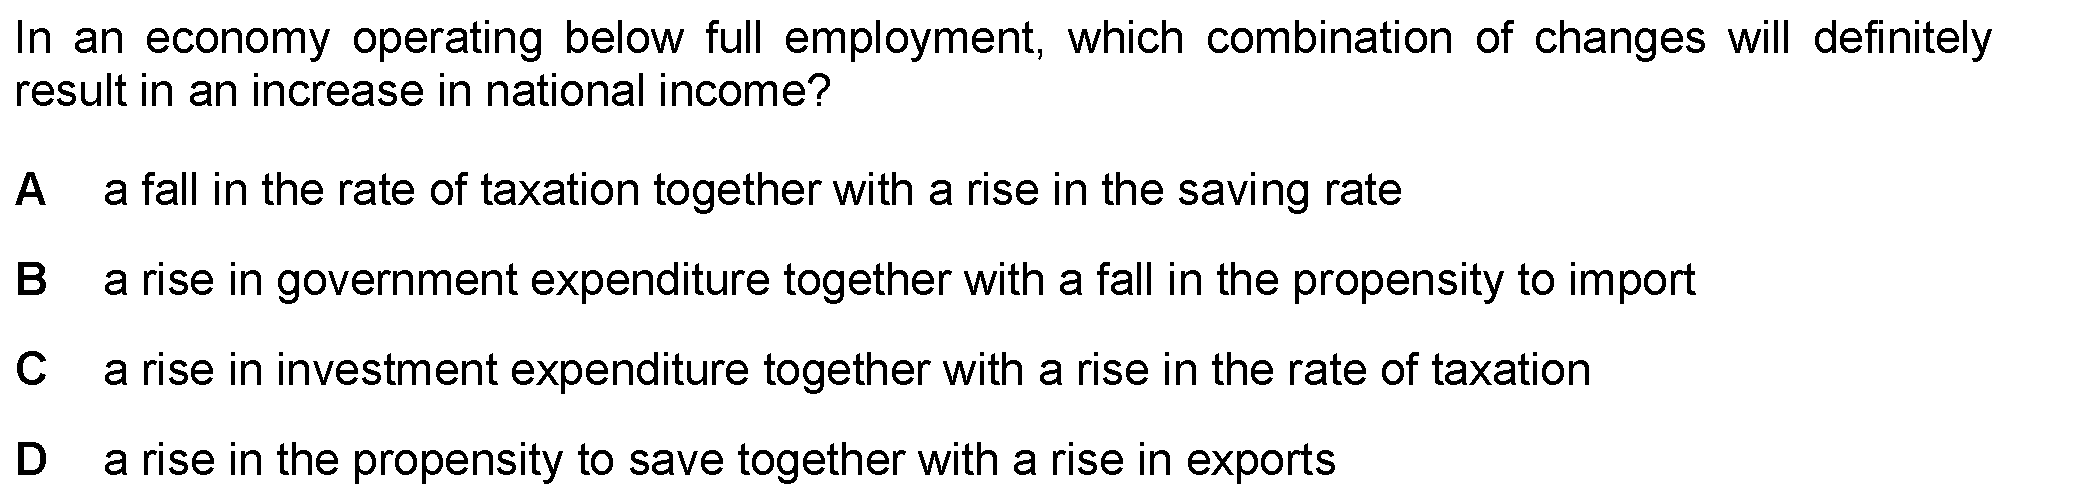 In an economy operating below full employment, which combination of changes will definitely
result in an increase in national income?
A a fall in the rate of taxation together with a rise in the saving rate
B a rise in government expenditure together with a fall in the propensity to import
C a rise in investment expenditure together with a rise in the rate of taxation
D a rise in the propensity to save together with a rise in exports